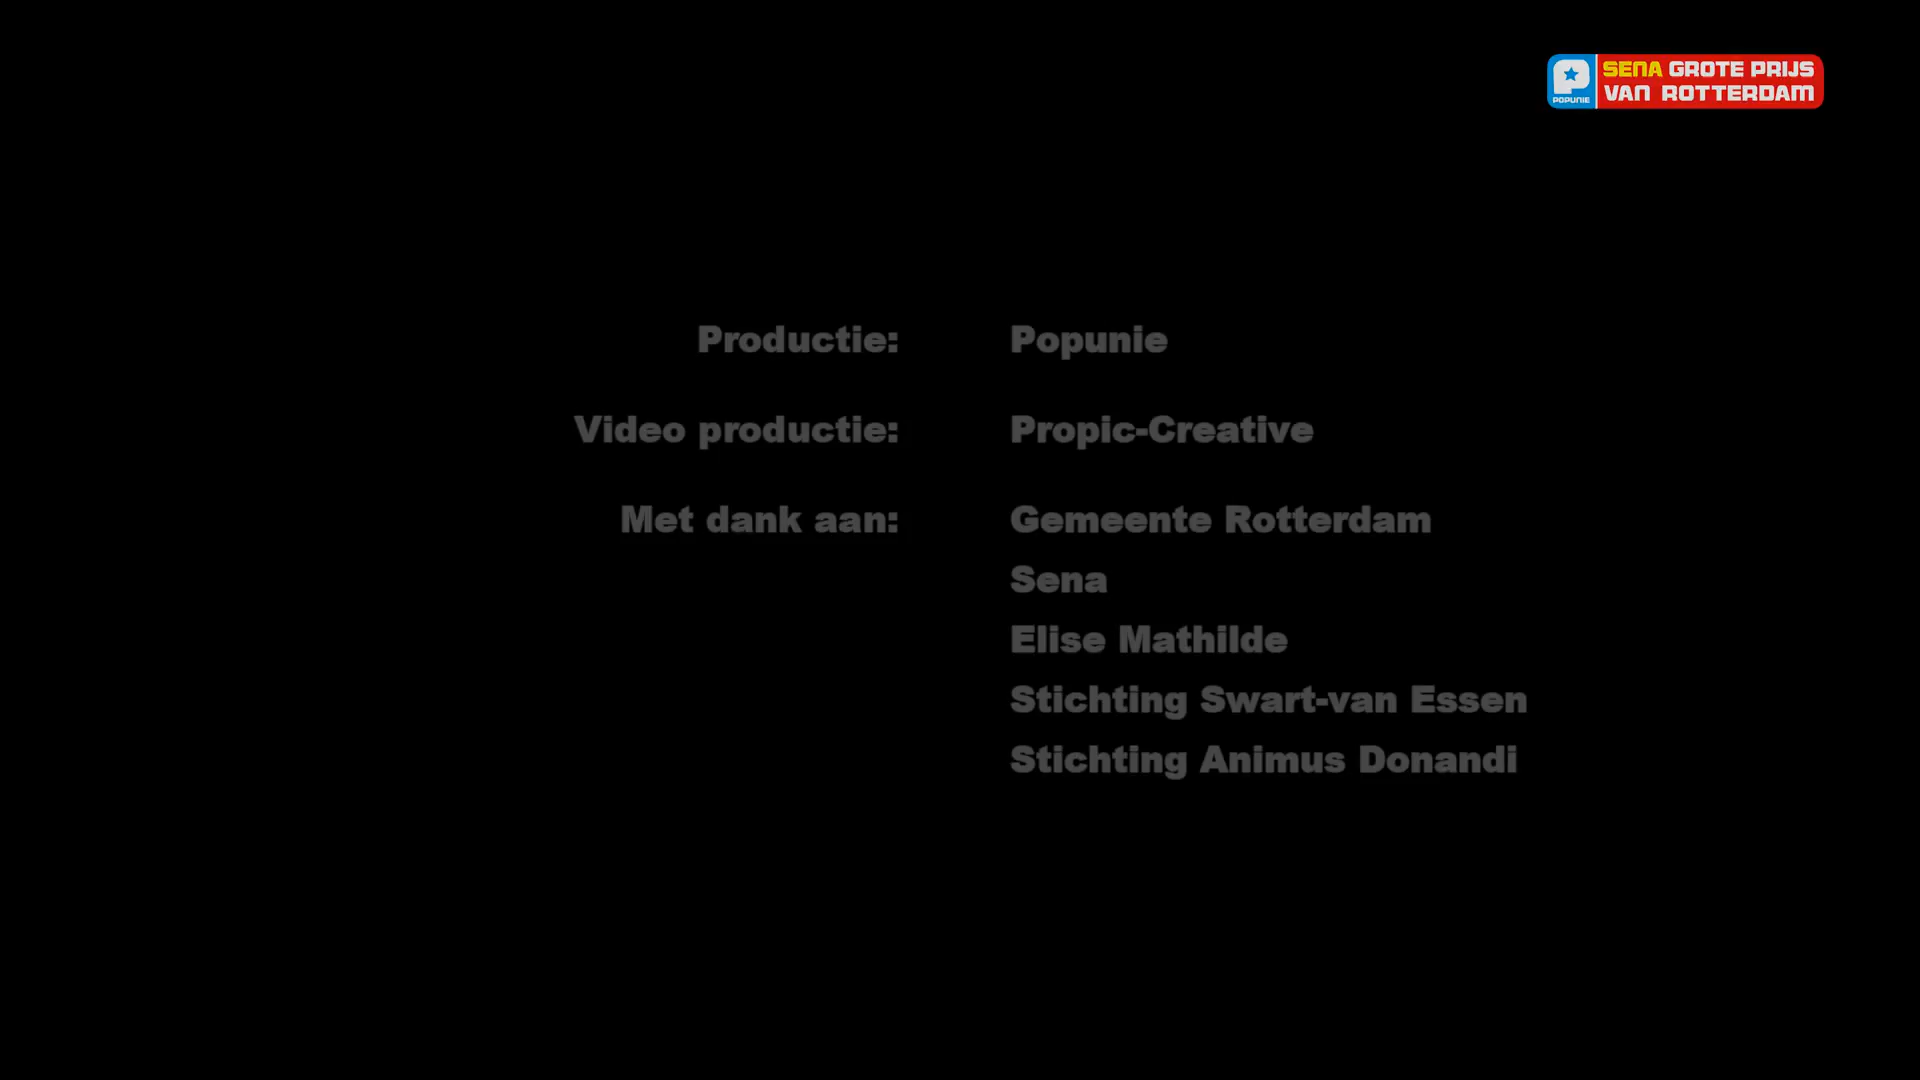 POPUNIE
SENA GROTE PRIJS
VAN ROTTERDAM
Productie: Popunie
Video productie: Propic-Creative
Met dank aan: Gemeente Rotterdam
Sena
Elise Mathilde
Stichting Swart-van Essen
Stichting Animus Donandi